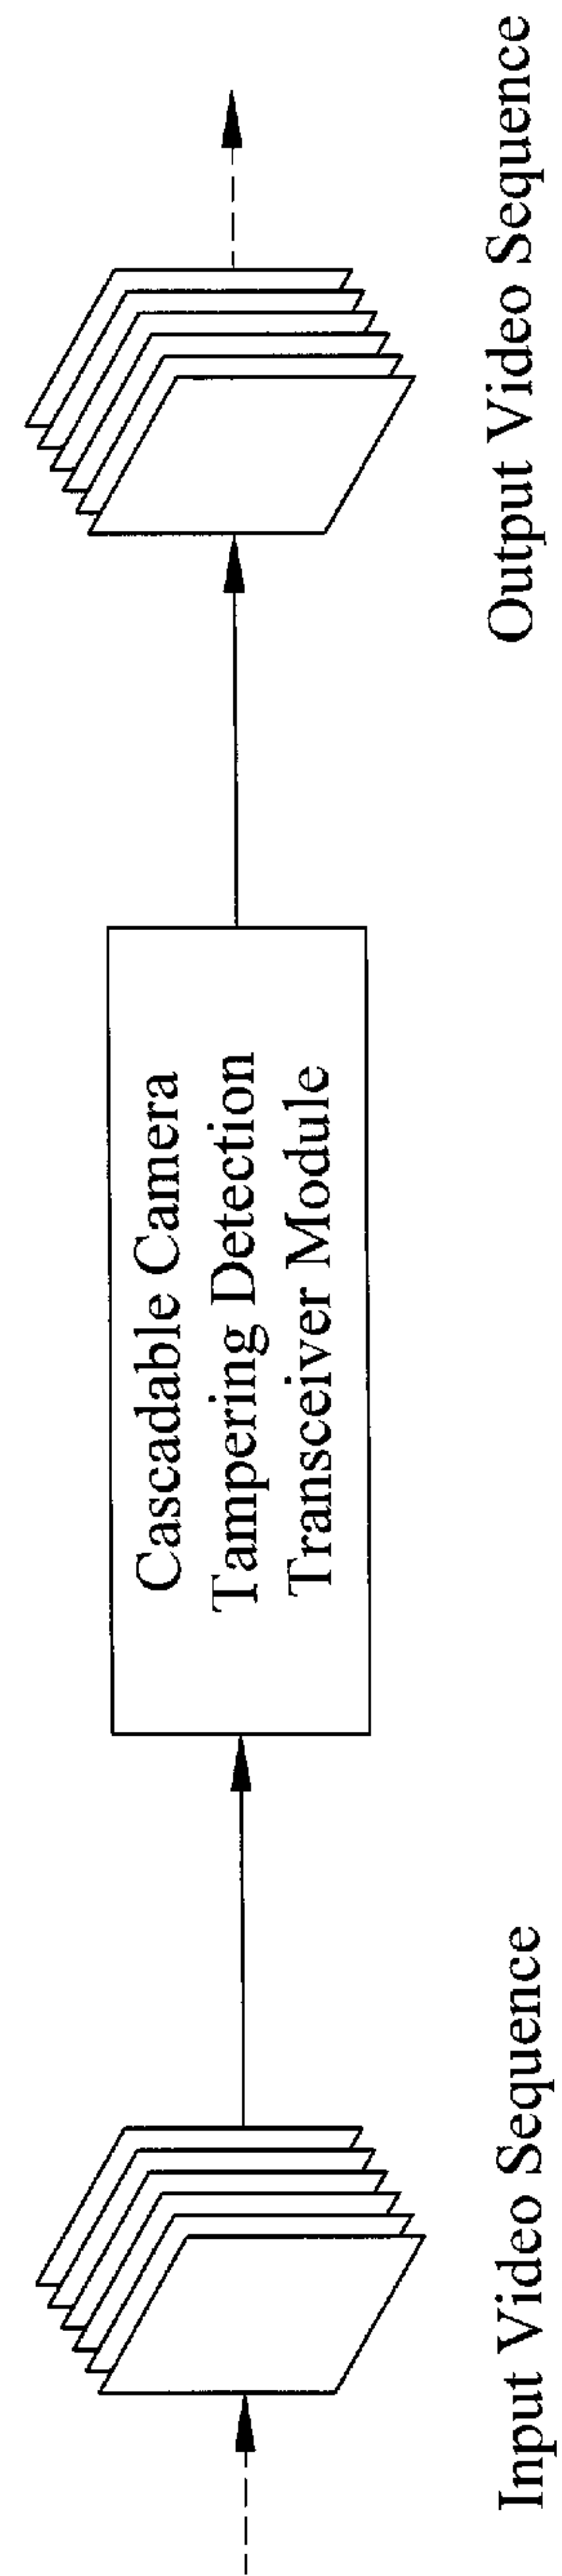 Input Video Sequence
Cascadable Camera
Tampering Detection
Transceiver Module
Output Video Sequence